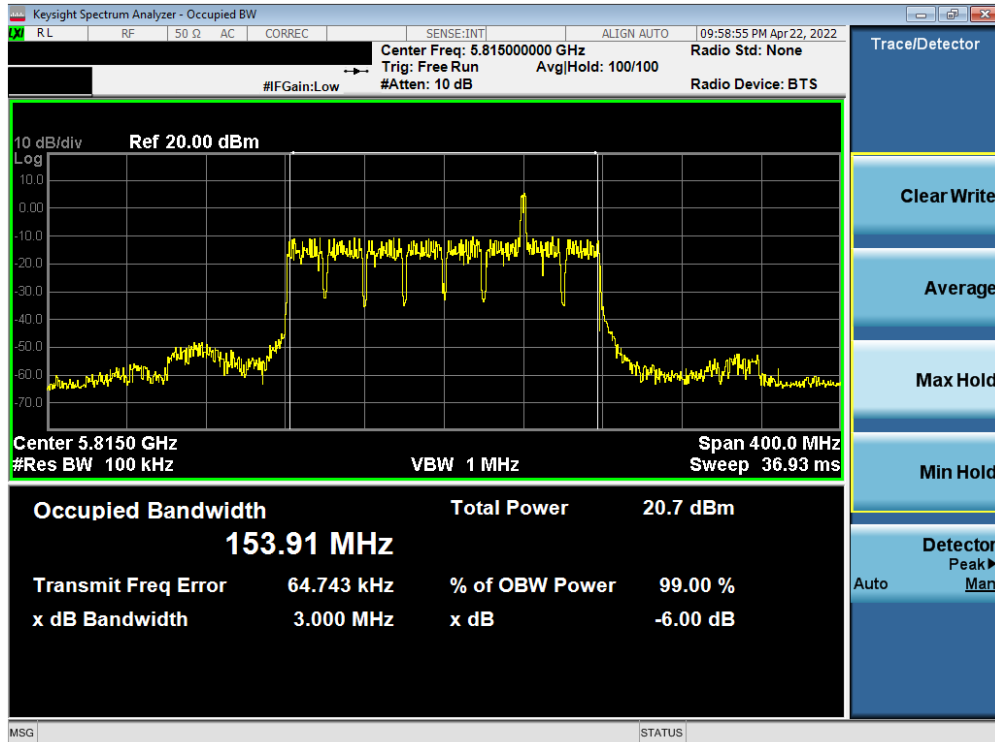 Keysight Spectrum Analyzer - Occupied BW
LXI RL RF 50 Ω AC CORREC SENSE:INT ALIGN AUTO 09:58:55 PM Apr 22, 2022
Center Freq: 5.815000000 GHz Radio Std: None
Trig: Free Run Avg|Hold: 100/100
#IFGain:Low #Atten: 10 dB Radio Device: BTS
Trace/Detector
10 dB/div Ref 20.00 dBm
Log
10.0
0.00
-10.0
-20.0
-30.0
-40.0
-50.0
-60.0
-70.0
Center 5.8150 GHz Span 400.0 MHz
#Res BW 100 kHz VBW 1 MHz Sweep 36.93 ms
Occupied Bandwidth Total Power 20.7 dBm
153.91 MHz
Transmit Freq Error 64.743 kHz % of OBW Power 99.00 %
x dB Bandwidth 3.000 MHz x dB -6.00 dB
Clear Write
Average
Max Hold
Min Hold
Detector
Peak▶
Auto Man
MSG STATUS